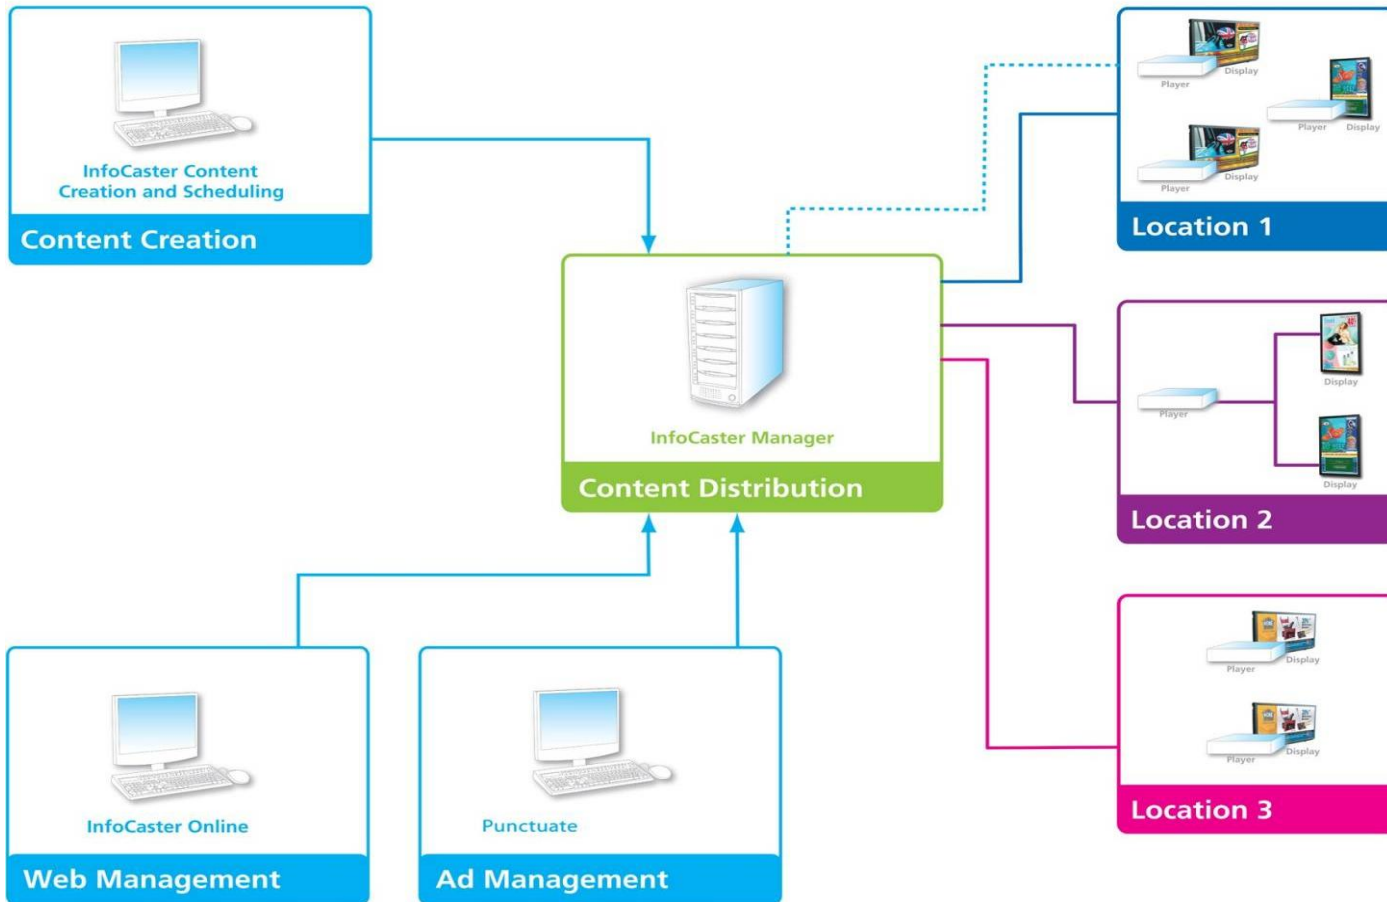 InfoCaster Content
Creation and Scheduling
Content Creation
Player
Display
Player
Display
Player
Display
Location 1
InfoCaster Manager
Content Distribution
Player
Display
Display
Location 2
Player
Display
Player
Display
Location 3
InfoCaster Online
Web Management
Punctuate
Ad Management